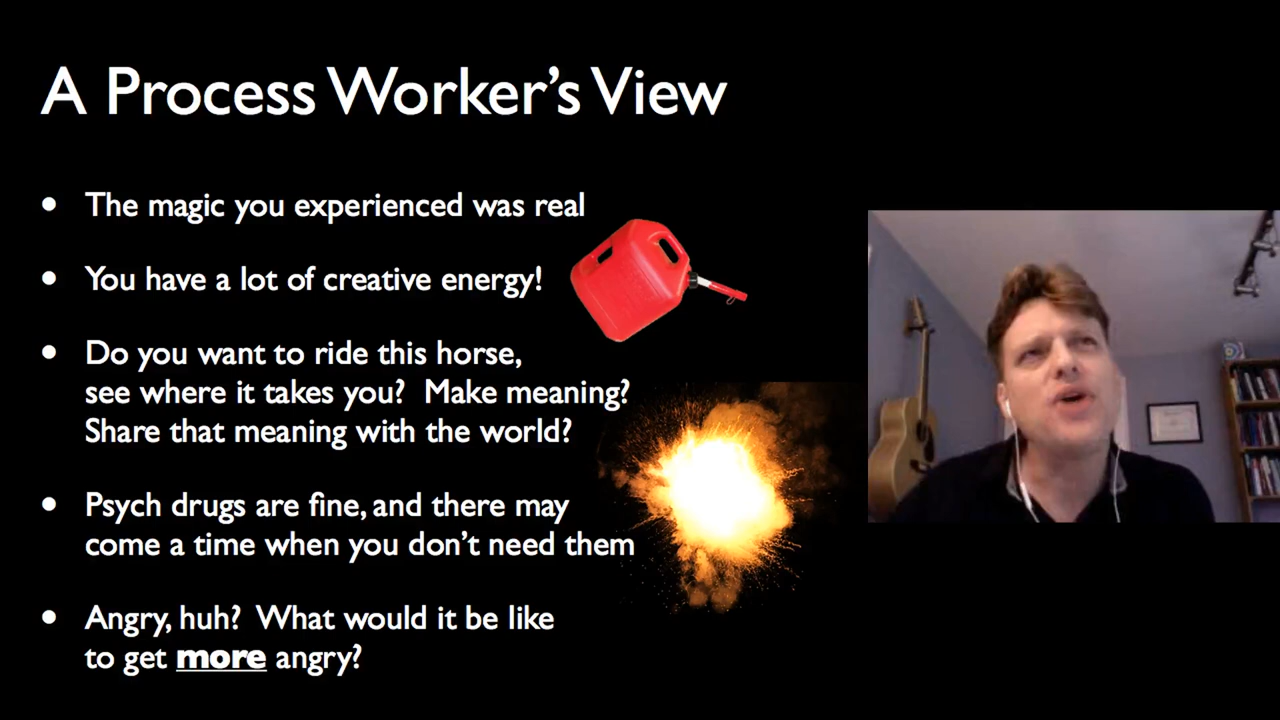 A Process Worker's View
• The magic you experienced was real
• You have a lot of creative energy!
• Do you want to ride this horse,
see where it takes you?  Make meaning?
Share that meaning with the world?
• Psych drugs are fine, and there may
come a time when you don't need them
• Angry, huh?  What would it be like
to get more angry?